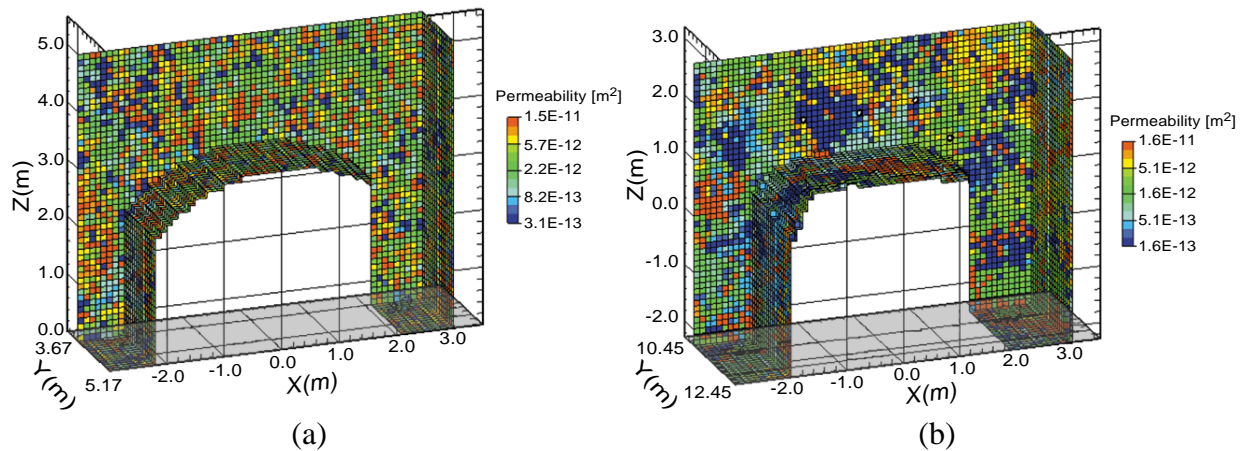 5.0
4.0
3.0
2.0
1.0
0.0
Z(m)
3.67
5.17
Y(m)
-2.0
-1.0
0.0
1.0
2.0
3.0
X(m)
Permeability [m²]
1.5E-11
5.7E-12
2.2E-12
8.2E-13
3.1E-13
(a)
3.0
2.0
1.0
0.0
-1.0
-2.0
Z(m)
10.45
12.45
Y(m)
-2.0
-1.0
0.0
1.0
2.0
3.0
X(m)
Permeability [m²]
1.6E-11
5.1E-12
1.6E-12
5.1E-13
1.6E-13
(b)